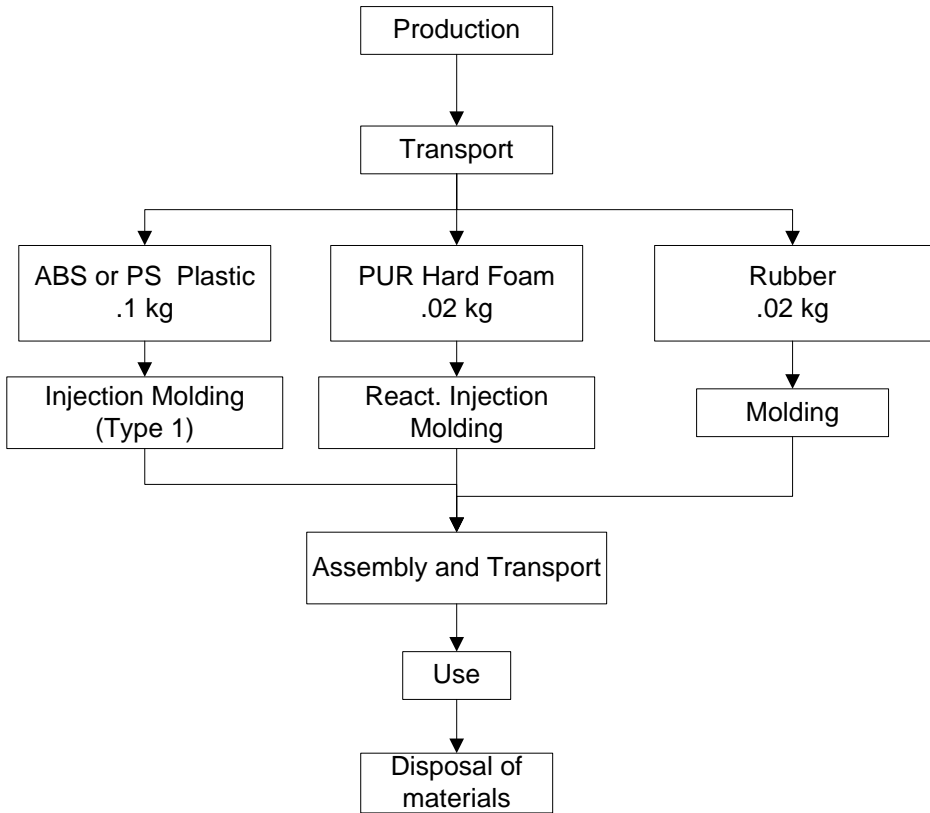 Production
Transport
ABS or PS Plastic
.1 kg
PUR Hard Foam
.02 kg
Rubber
.02 kg
Injection Molding
(Type 1)
React. Injection
Molding
Molding
Assembly and Transport
Use
Disposal of
materials